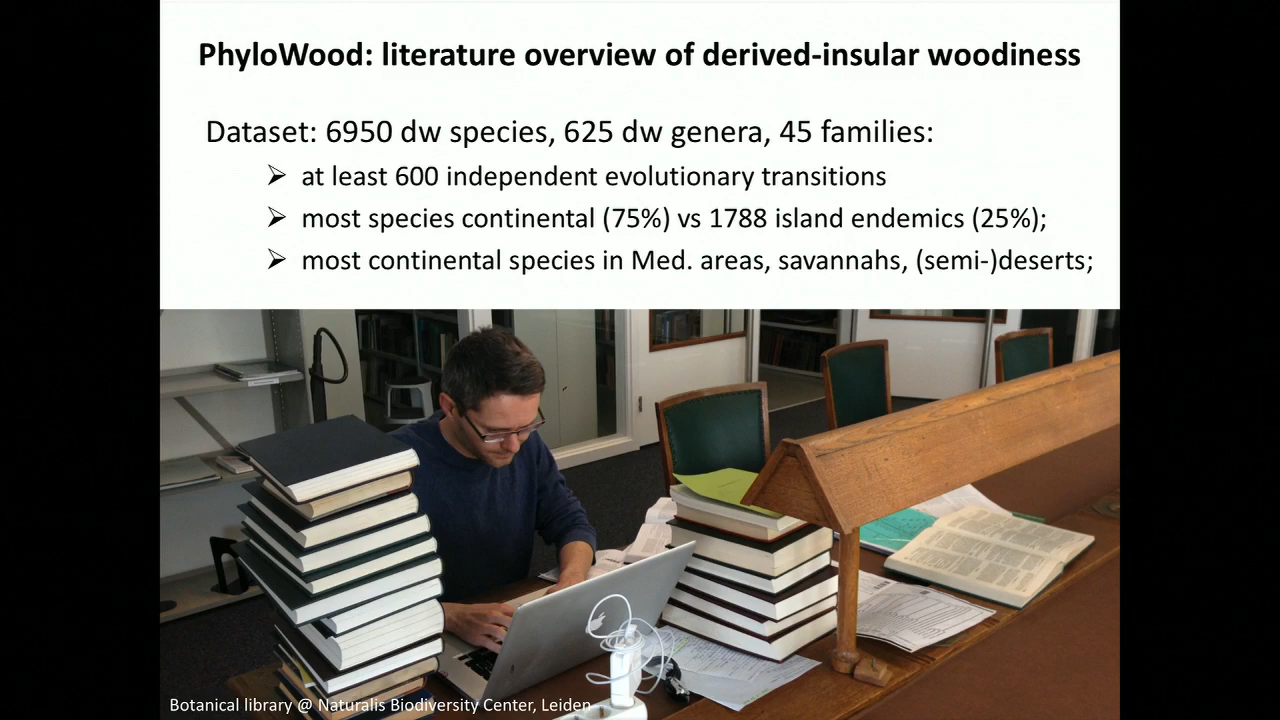 PhyloWood: literature overview of derived-insular woodiness
Dataset: 6950 dw species, 625 dw genera, 45 families:
➢ at least 600 independent evolutionary transitions
➢ most species continental (75%) vs 1788 island endemics (25%);
➢ most continental species in Med. areas, savannahs, (semi-)deserts;
Botanical library @ Naturalis Biodiversity Center, Leiden